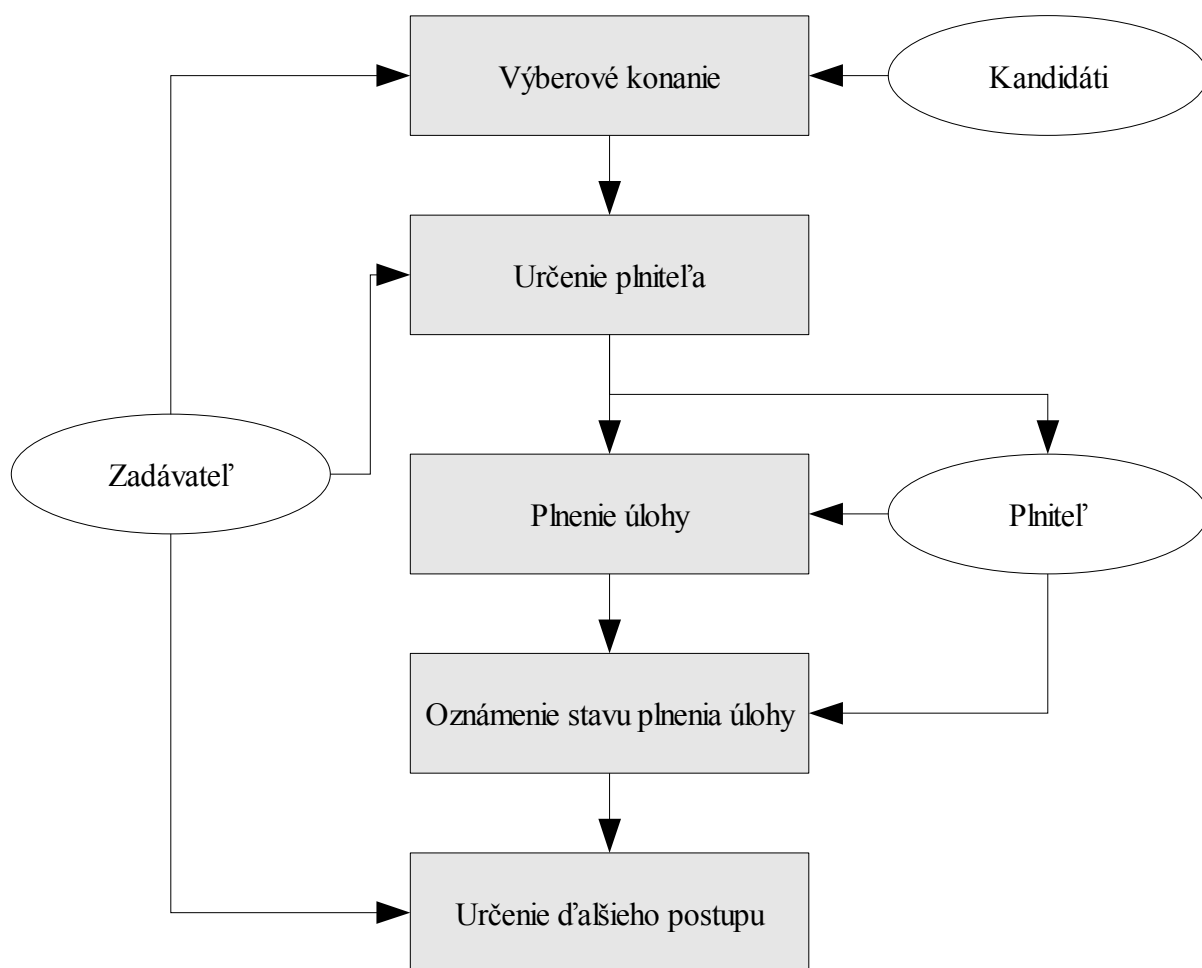 Výberové konanie
Kandidáti
Určenie plniteľa
Zadávateľ
Plnenie úlohy
Plniteľ
Oznámenie stavu plnenia úlohy
Určenie ďalšieho postupu